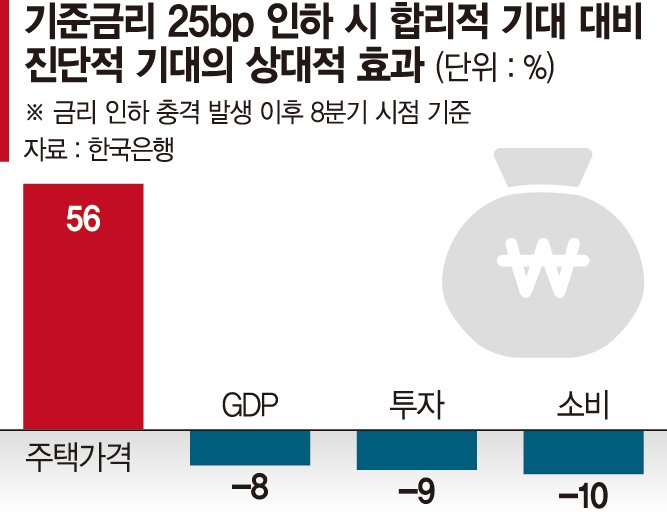 기준금리 25bp 인하 시 합리적 기대 대비
진단적 기대의 상대적 효과 (단위 : %)
※ 금리 인하 충격 발생 이후 8분기 시점 기준
자료 : 한국은행
56
₩
GDP
투자
소비
주택가격
-8
-9
-10